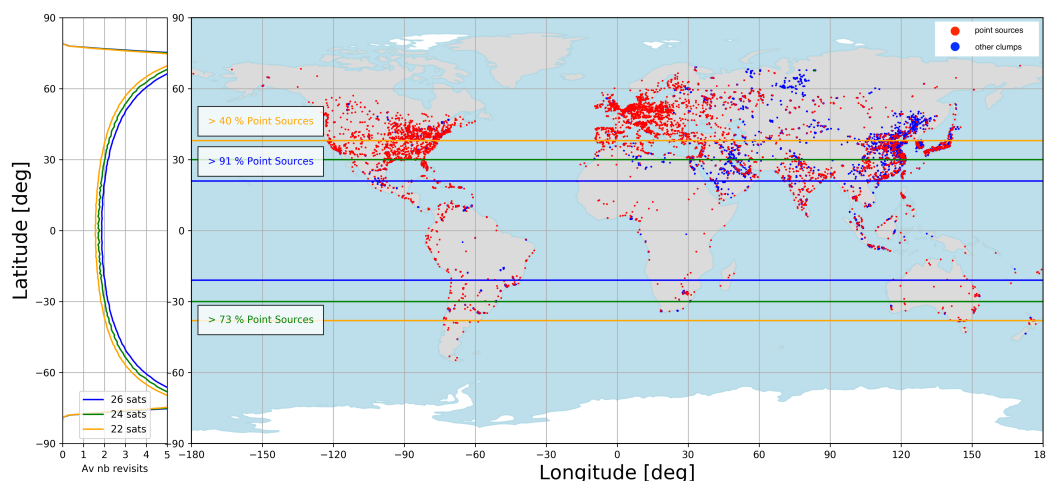 point sources
other clumps
> 40 % Point Sources
> 91 % Point Sources
> 73 % Point Sources
Latitude [deg]
90
60
30
0
−30
−60
−90
26 sats
24 sats
22 sats
0 1 2 3 4 5
Av nb revisits
90
60
30
0
−30
−60
−90
−180 −150 −120 −90 −60 −30 0 30 60 90 120 150 180
Longitude [deg]